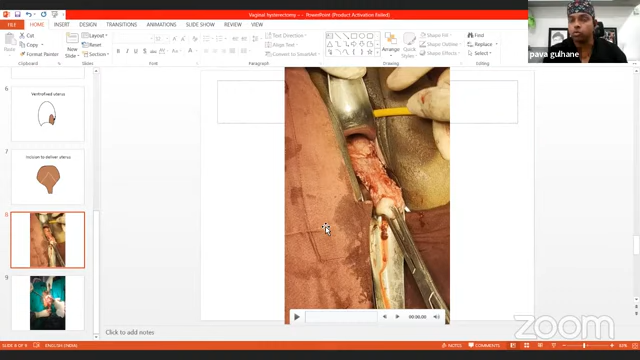 Vaginal Hysterectomy - PowerPoint (Product Activation Failed)
FILE HOME INSERT DESIGN TRANSITIONS ANIMATIONS SLIDE SHOW REVIEW VIEW
Paste
Cut
Copy
Format Painter
Clipboard
New Slide
Layout
Reset
Section
Slides
Font
Paragraph
Text Direction
Align Text
Convert to SmartArt
Drawing
Arrange
Quick Styles
Shape Fill
Shape Outline
Shape Effects
Find
Replace
Select
Editing
pava gulhane
6
Ventrofixed uterus
7
Incision to deliver uterus
8
9
00:00.00
Click to add notes
SLIDE 8 OF 9
ENGLISH (INDIA)
NOTES
COMMENTS
zoom